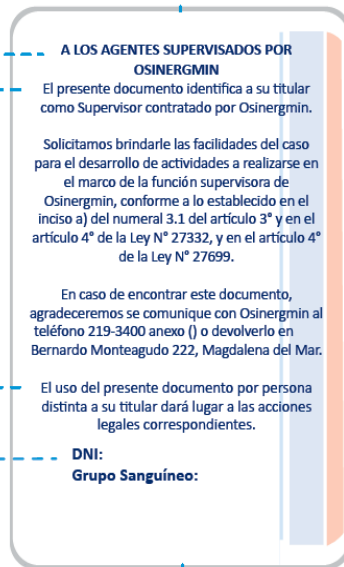 A LOS AGENTES SUPERVISADOS POR
OSINERGMIN
El presente documento identifica a su titular
como Supervisor contratado por Osinergmin.
Solicitamos brindarle las facilidades del caso
para el desarrollo de actividades a realizarse en
el marco de la función supervisora de
Osinergmin, conforme a lo establecido en el
inciso a) del numeral 3.1 del artículo 3° y en el
artículo 4° de la Ley N° 27332, y en el artículo 4°
de la Ley N° 27699.
En caso de encontrar este documento,
agradeceremos se comunique con Osinergmin al
teléfono 219-3400 anexo () o devolverlo en
Bernardo Monteagudo 222, Magdalena del Mar.
El uso del presente documento por persona
distinta a su titular dará lugar a las acciones
legales correspondientes.
DNI:
Grupo Sanguíneo: